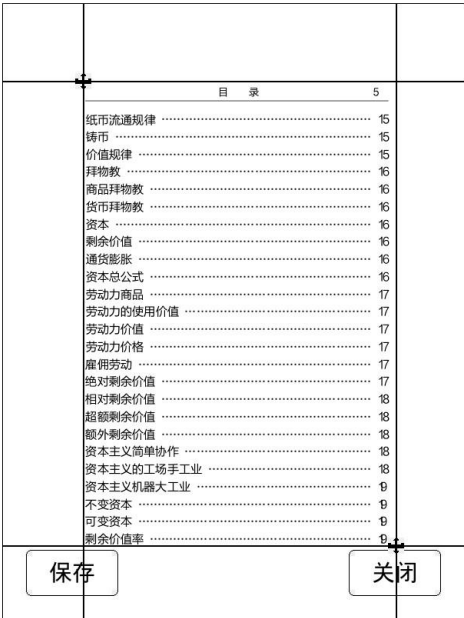 目 录 5
纸币流通规律 ································ 15
铸币 ································ 15
价值规律 ································ 15
拜物教 ································ 16
商品拜物教 ································ 16
货币拜物教 ································ 16
资本 ································ 16
剩余价值 ································ 16
通货膨胀 ································ 16
资本总公式 ································ 16
劳动力商品 ································ 17
劳动力的使用价值 ································ 17
劳动力价值 ································ 17
劳动力价格 ································ 17
雇佣劳动 ································ 17
绝对剩余价值 ································ 17
相对剩余价值 ································ 18
超额剩余价值 ································ 18
额外剩余价值 ································ 18
资本主义简单协作 ································ 18
资本主义的工场手工业 ································ 18
资本主义机器大工业 ································ 19
不变资本 ································ 19
可变资本 ································ 19
剩余价值率 ································ 19
保存 关闭